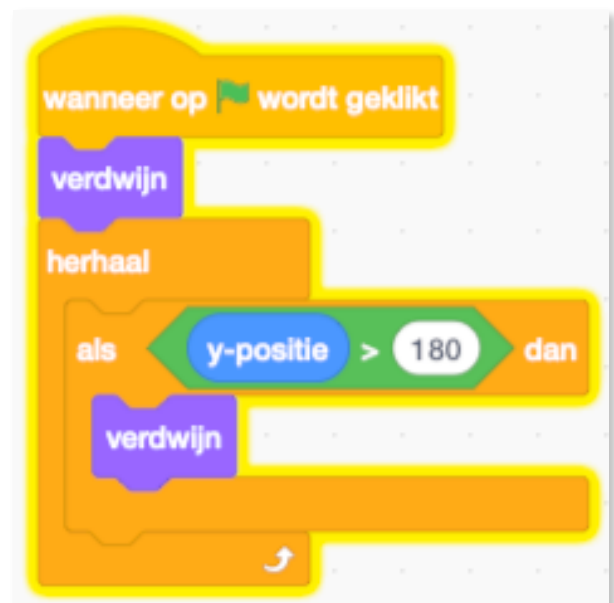 wanneer op wordt geklikt
verdwijn
herhaal
als y-positie > 180 dan
verdwijn